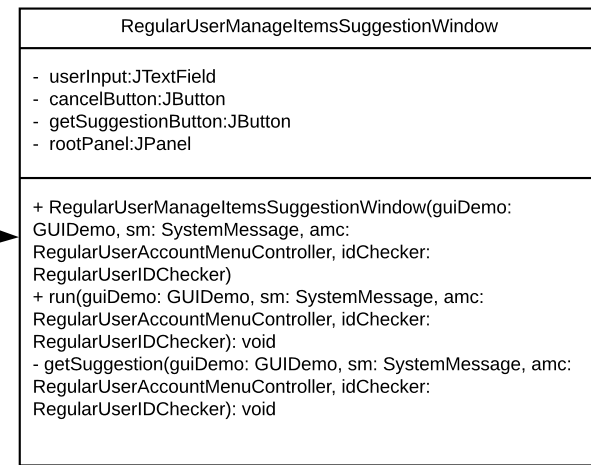 RegularUserManageItemsSuggestionWindow
- userInput:JTextField
- cancelButton:JButton
- getSuggestionButton:JButton
- rootPanel:JPanel
+ RegularUserManageItemsSuggestionWindow(guiDemo:
GUIDemo, sm: SystemMessage, amc:
RegularUserAccountMenuController, idChecker:
RegularUserIDChecker)
+ run(guiDemo: GUIDemo, sm: SystemMessage, amc:
RegularUserAccountMenuController, idChecker:
RegularUserIDChecker): void
- getSuggestion(guiDemo: GUIDemo, sm: SystemMessage, amc:
RegularUserAccountMenuController, idChecker:
RegularUserIDChecker): void